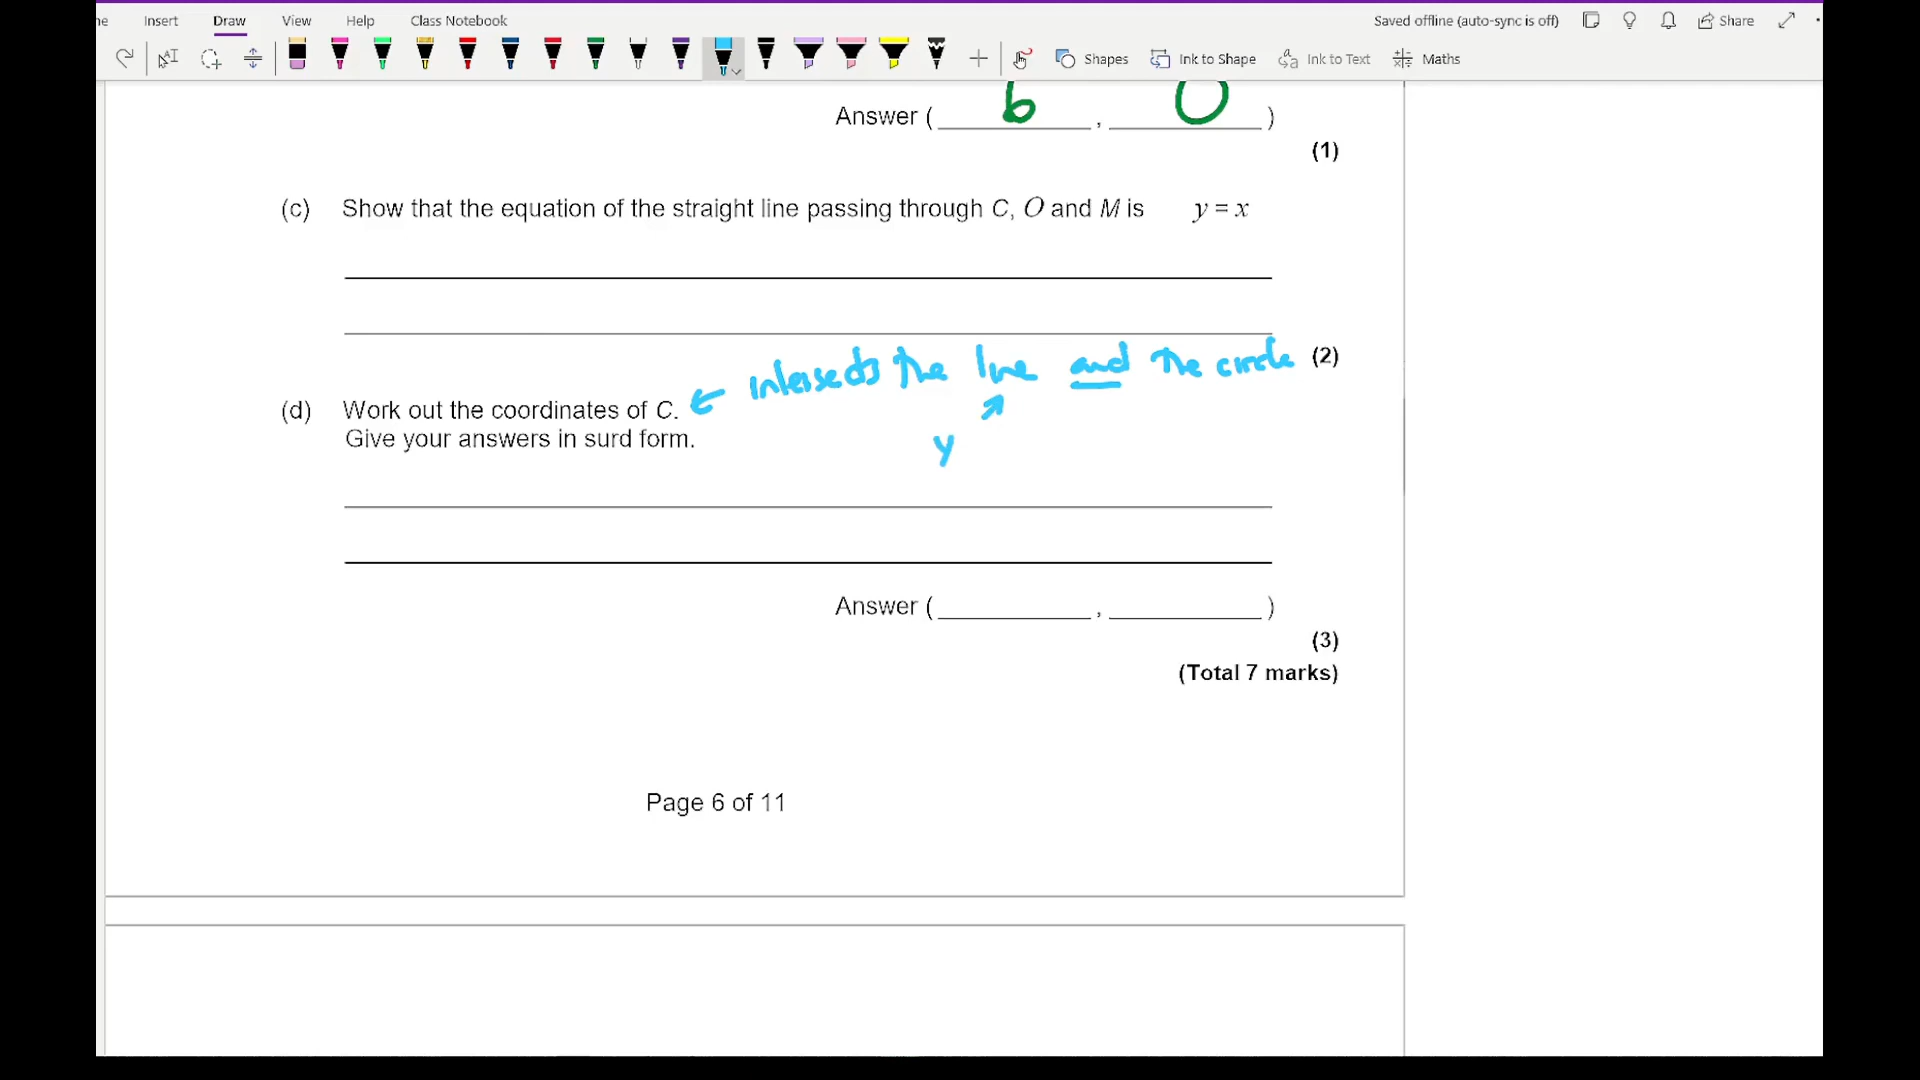 Insert Draw View Help Class Notebook Saved offline (auto-sync is off) Share
Shapes Ink to Shape Ink to Text Maths
Answer ( 6 , 0 )
(1)
(c) Show that the equation of the straight line passing through C, O and M is y = x
intersects the line and the circle (2)
(d) Work out the coordinates of C.
Give your answers in surd form.
y
Answer ( , )
(3)
(Total 7 marks)
Page 6 of 11